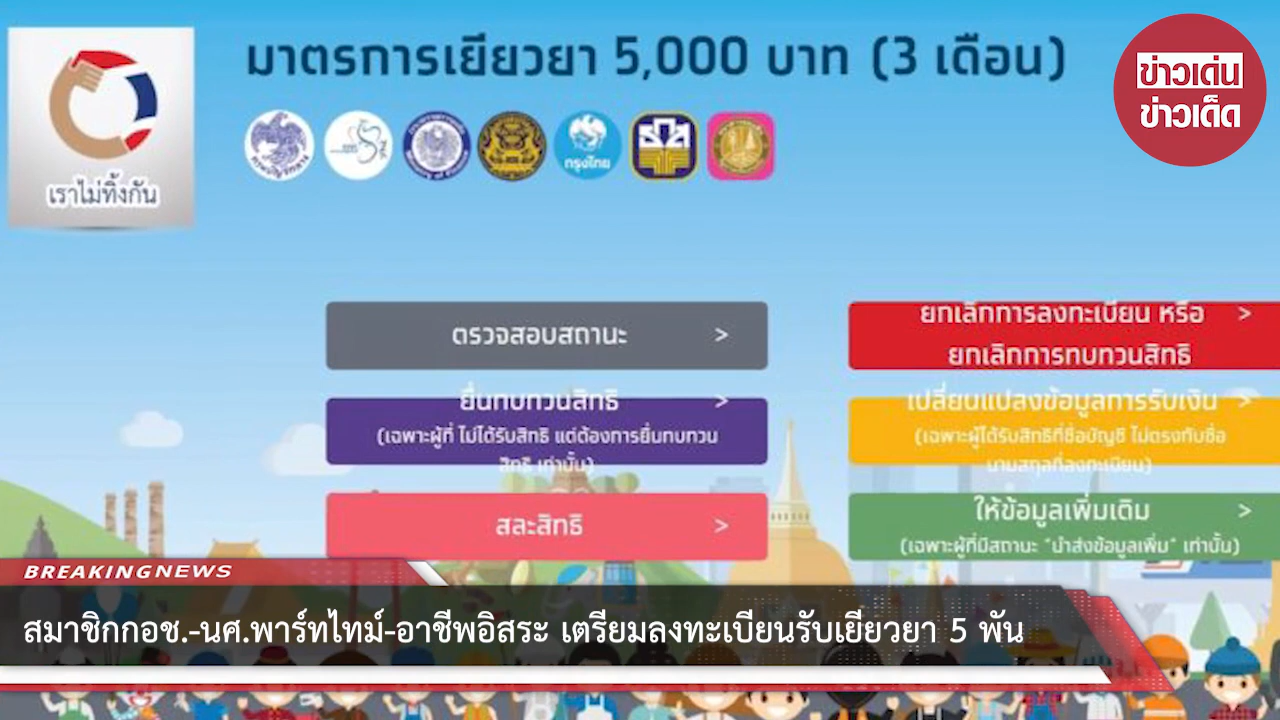 มาตรการเยียวยา 5,000 บาท (3 เดือน)
ข่าวเด่น
ข่าวเด็ด
เราไม่ทิ้งกัน
กรุงไทย
ตรวจสอบสถานะ >
ยกเลิกการลงทะเบียน หรือ >
ยกเลิกการทบทวนสิทธิ
ยื่นทบทวนสิทธิ >
(เฉพาะผู้ที่ ไม่ได้รับสิทธิ แต่ต้องการยื่นทบทวน
สิทธิ เท่านั้น)
เปลี่ยนแปลงข้อมูลการรับเงิน >
(เฉพาะผู้ได้รับสิทธิที่ชื่อบัญชี ไม่ตรงกับชื่อ
นามสกุลที่ลงทะเบียน)
สละสิทธิ >
ให้ข้อมูลเพิ่มเติม >
(เฉพาะผู้ที่มีสถานะ "นำส่งข้อมูลเพิ่ม" เท่านั้น)
BREAKING NEWS
สมาชิกกอช.-นศ.พาร์ทไทม์-อาชีพอิสระ เตรียมลงทะเบียนรับเยียวยา 5 พัน